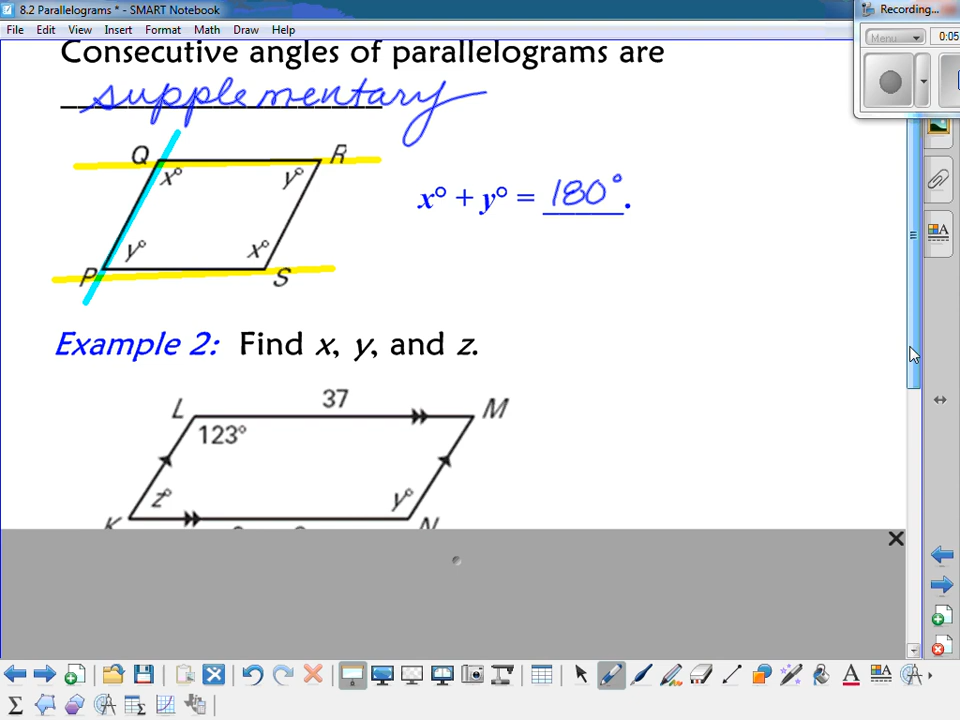 8.2 Parallelograms * - SMART Notebook
Recording...
File Edit View Insert Format Math Draw Help
Menu
0:05
Consecutive angles of parallelograms are
supplementary
Q R
x° y°
x° + y° = 180°.
y° x°
P S
Example 2: Find x, y, and z.
37
L M
123°
z° y°
K N